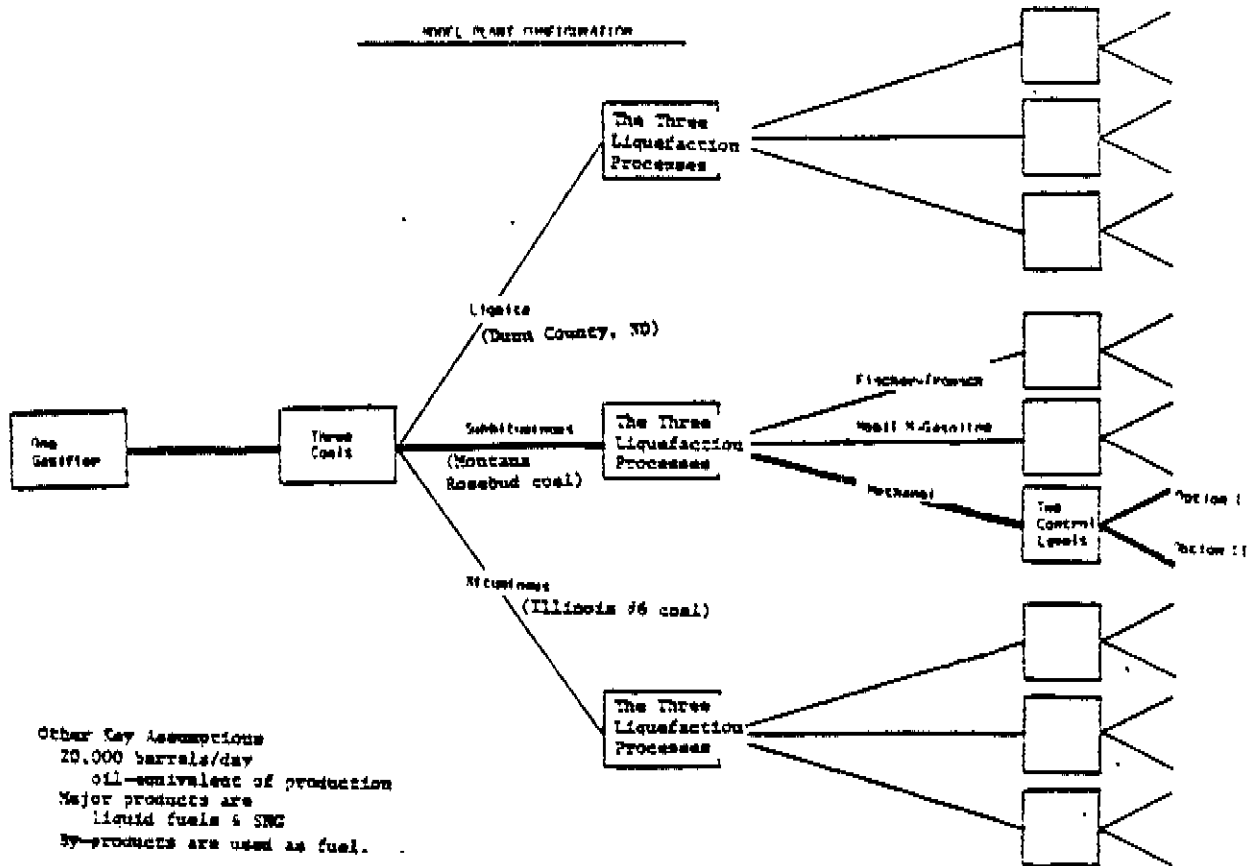 MODEL PLANT CONFIGURATION
The Three
Liquefaction
Processes
Lignite
(Dunn County, ND)
Fischer-Tropsch
One
Gasifier
Three
Coals
Subbituminous
(Montana
Rosebud coal)
The Three
Liquefaction
Processes
Mobil M-Gasoline
Methanol
Two
Control
Levels
Option I
Option II
Bituminous
(Illinois #6 coal)
The Three
Liquefaction
Processes
Other Key Assumptions
20,000 barrels/day
oil-equivalent of production
Major products are
liquid fuels & SNG
By-products are used as fuel.